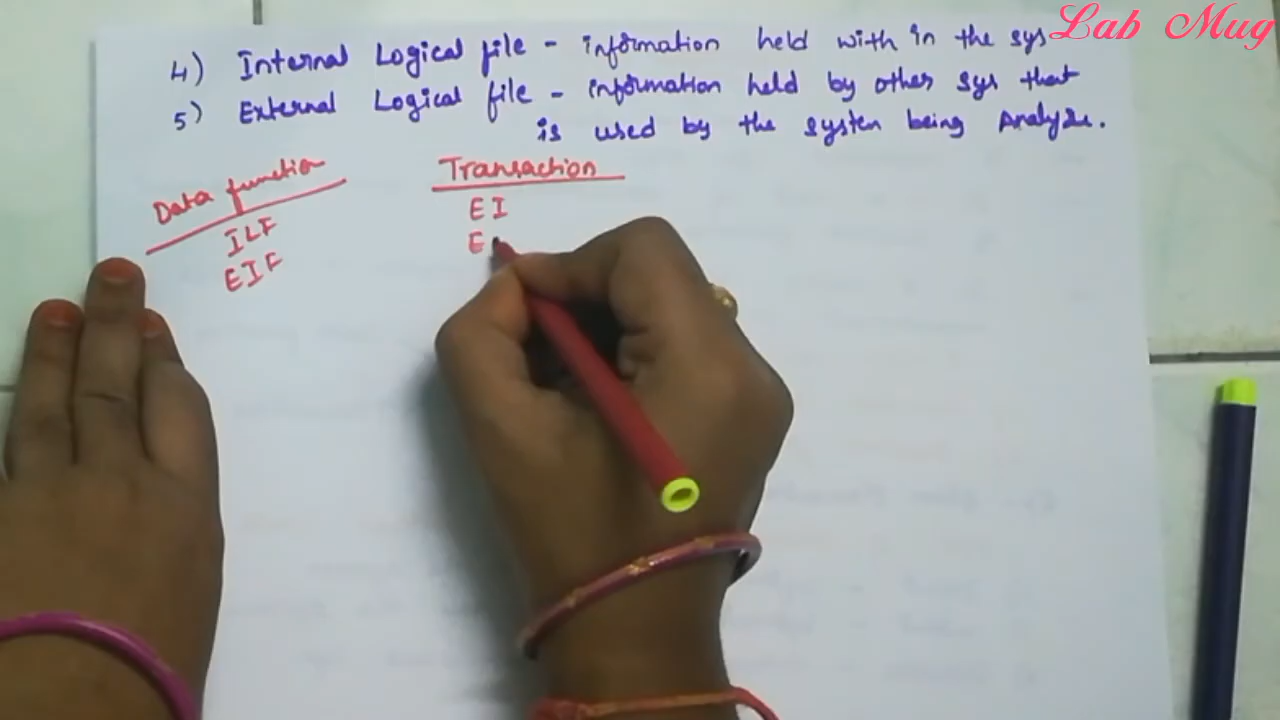 Lab Mug
4) Internal Logical file - information held with in the sys
5) External Logical file - information held by other sys that
is used by the system being Analyze.
Data function
ILF
EIF
Transaction
EI
E